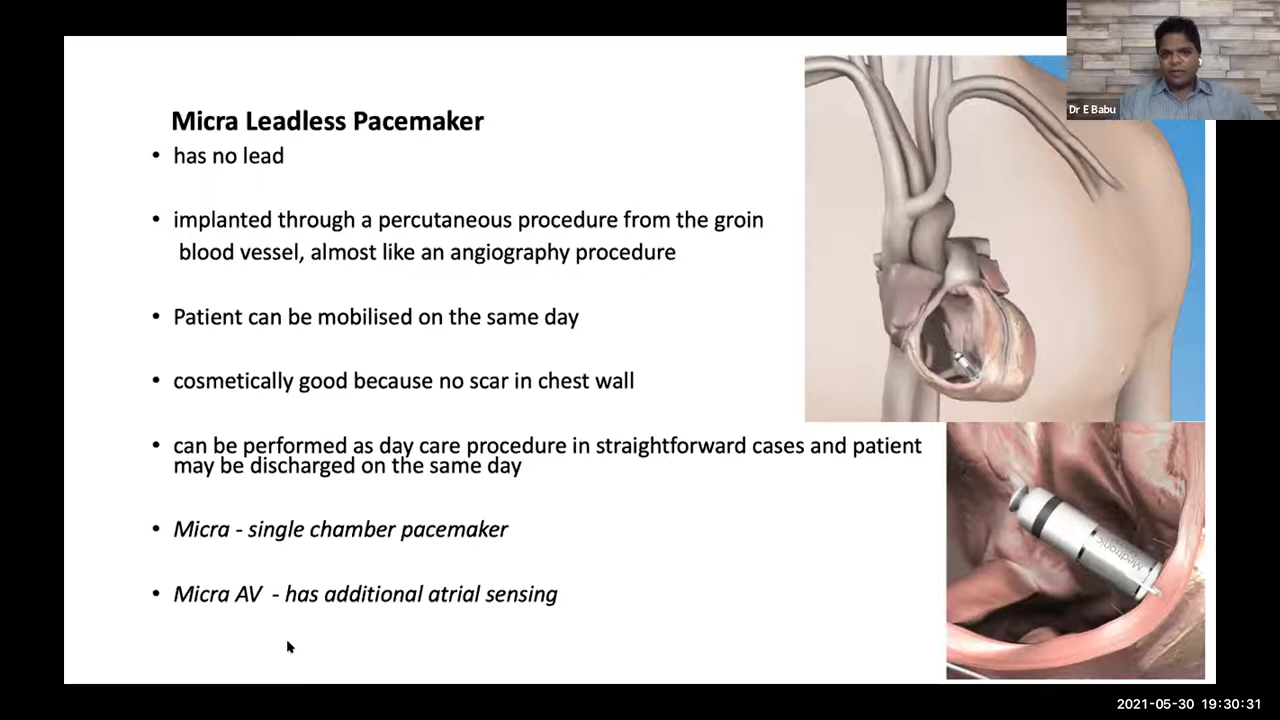 Micra Leadless Pacemaker
• has no lead
• implanted through a percutaneous procedure from the groin
blood vessel, almost like an angiography procedure
• Patient can be mobilised on the same day
• cosmetically good because no scar in chest wall
• can be performed as day care procedure in straightforward cases and patient
may be discharged on the same day
• Micra - single chamber pacemaker
• Micra AV - has additional atrial sensing
Dr E Babu
Medtronic
2021-05-30 19:30:31